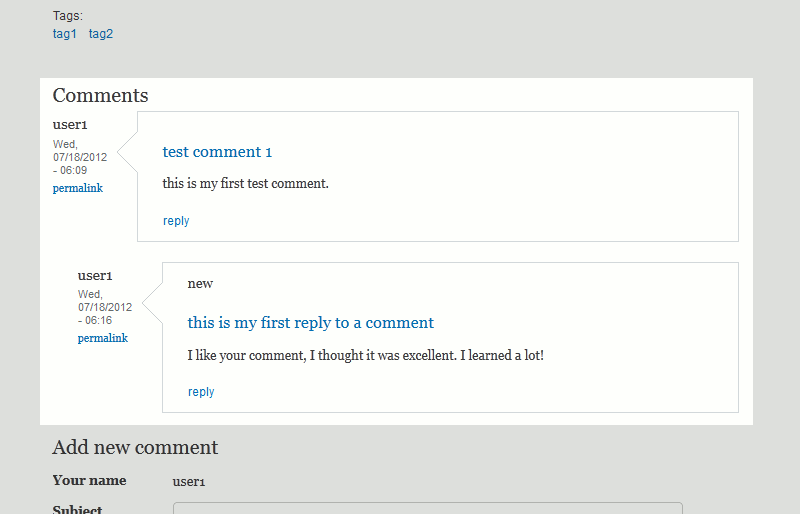 Tags:
tag1 tag2
Comments
user1
Wed,
07/18/2012
- 06:09
permalink
test comment 1
this is my first test comment.
reply
user1
Wed,
07/18/2012
- 06:16
permalink
new
this is my first reply to a comment
I like your comment, I thought it was excellent. I learned a lot!
reply
Add new comment
Your name user1
Subject